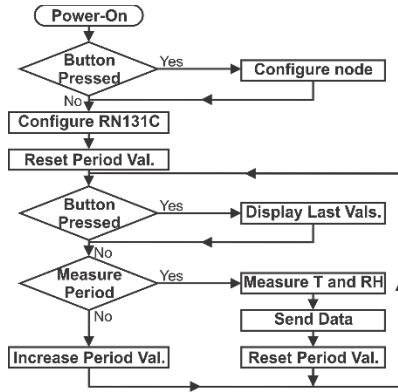 Power-On
Button
Pressed
Yes
Configure node
No
Configure RN131C
Reset Period Val.
Button
Pressed
Yes
Display Last Vals.
No
Measure
Period
Yes
Measure T and RH
No
Send Data
Increase Period Val.
Reset Period Val.